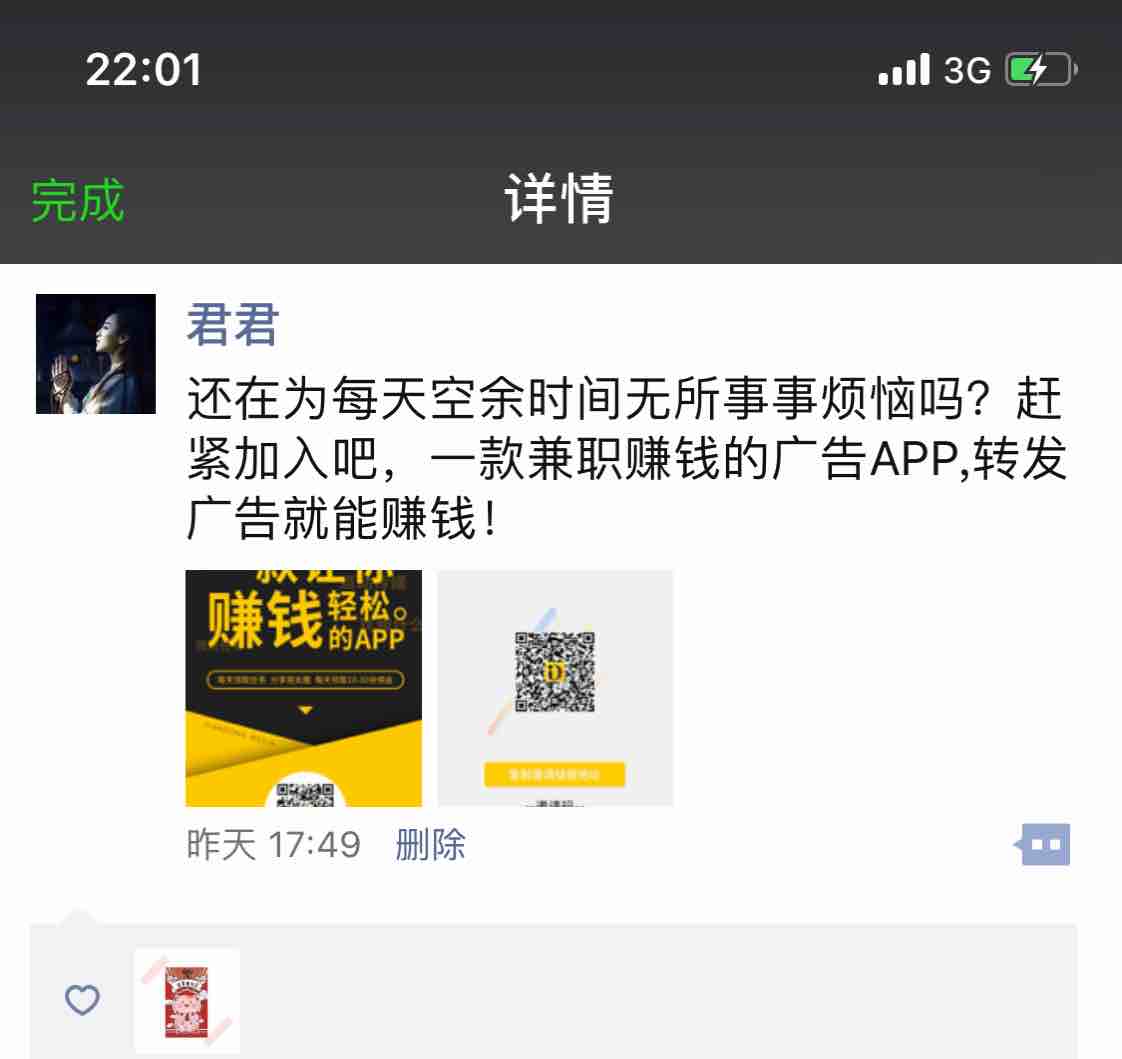 22:01
3G
完成
详情
君君
还在为每天空余时间无所事事烦恼吗？赶
紧加入吧，一款兼职赚钱的广告APP,转发
广告就能赚钱！
赚钱轻松。
的APP
昨天 17:49 删除